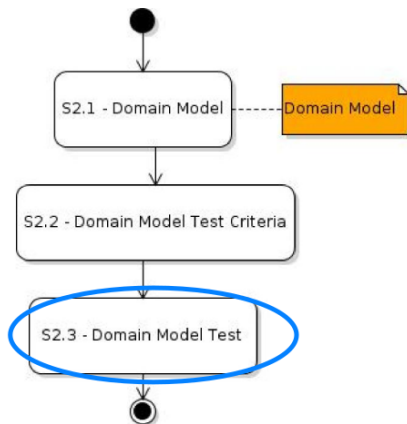 S2.1 - Domain Model
Domain Model
S2.2 - Domain Model Test Criteria
S2.3 - Domain Model Test